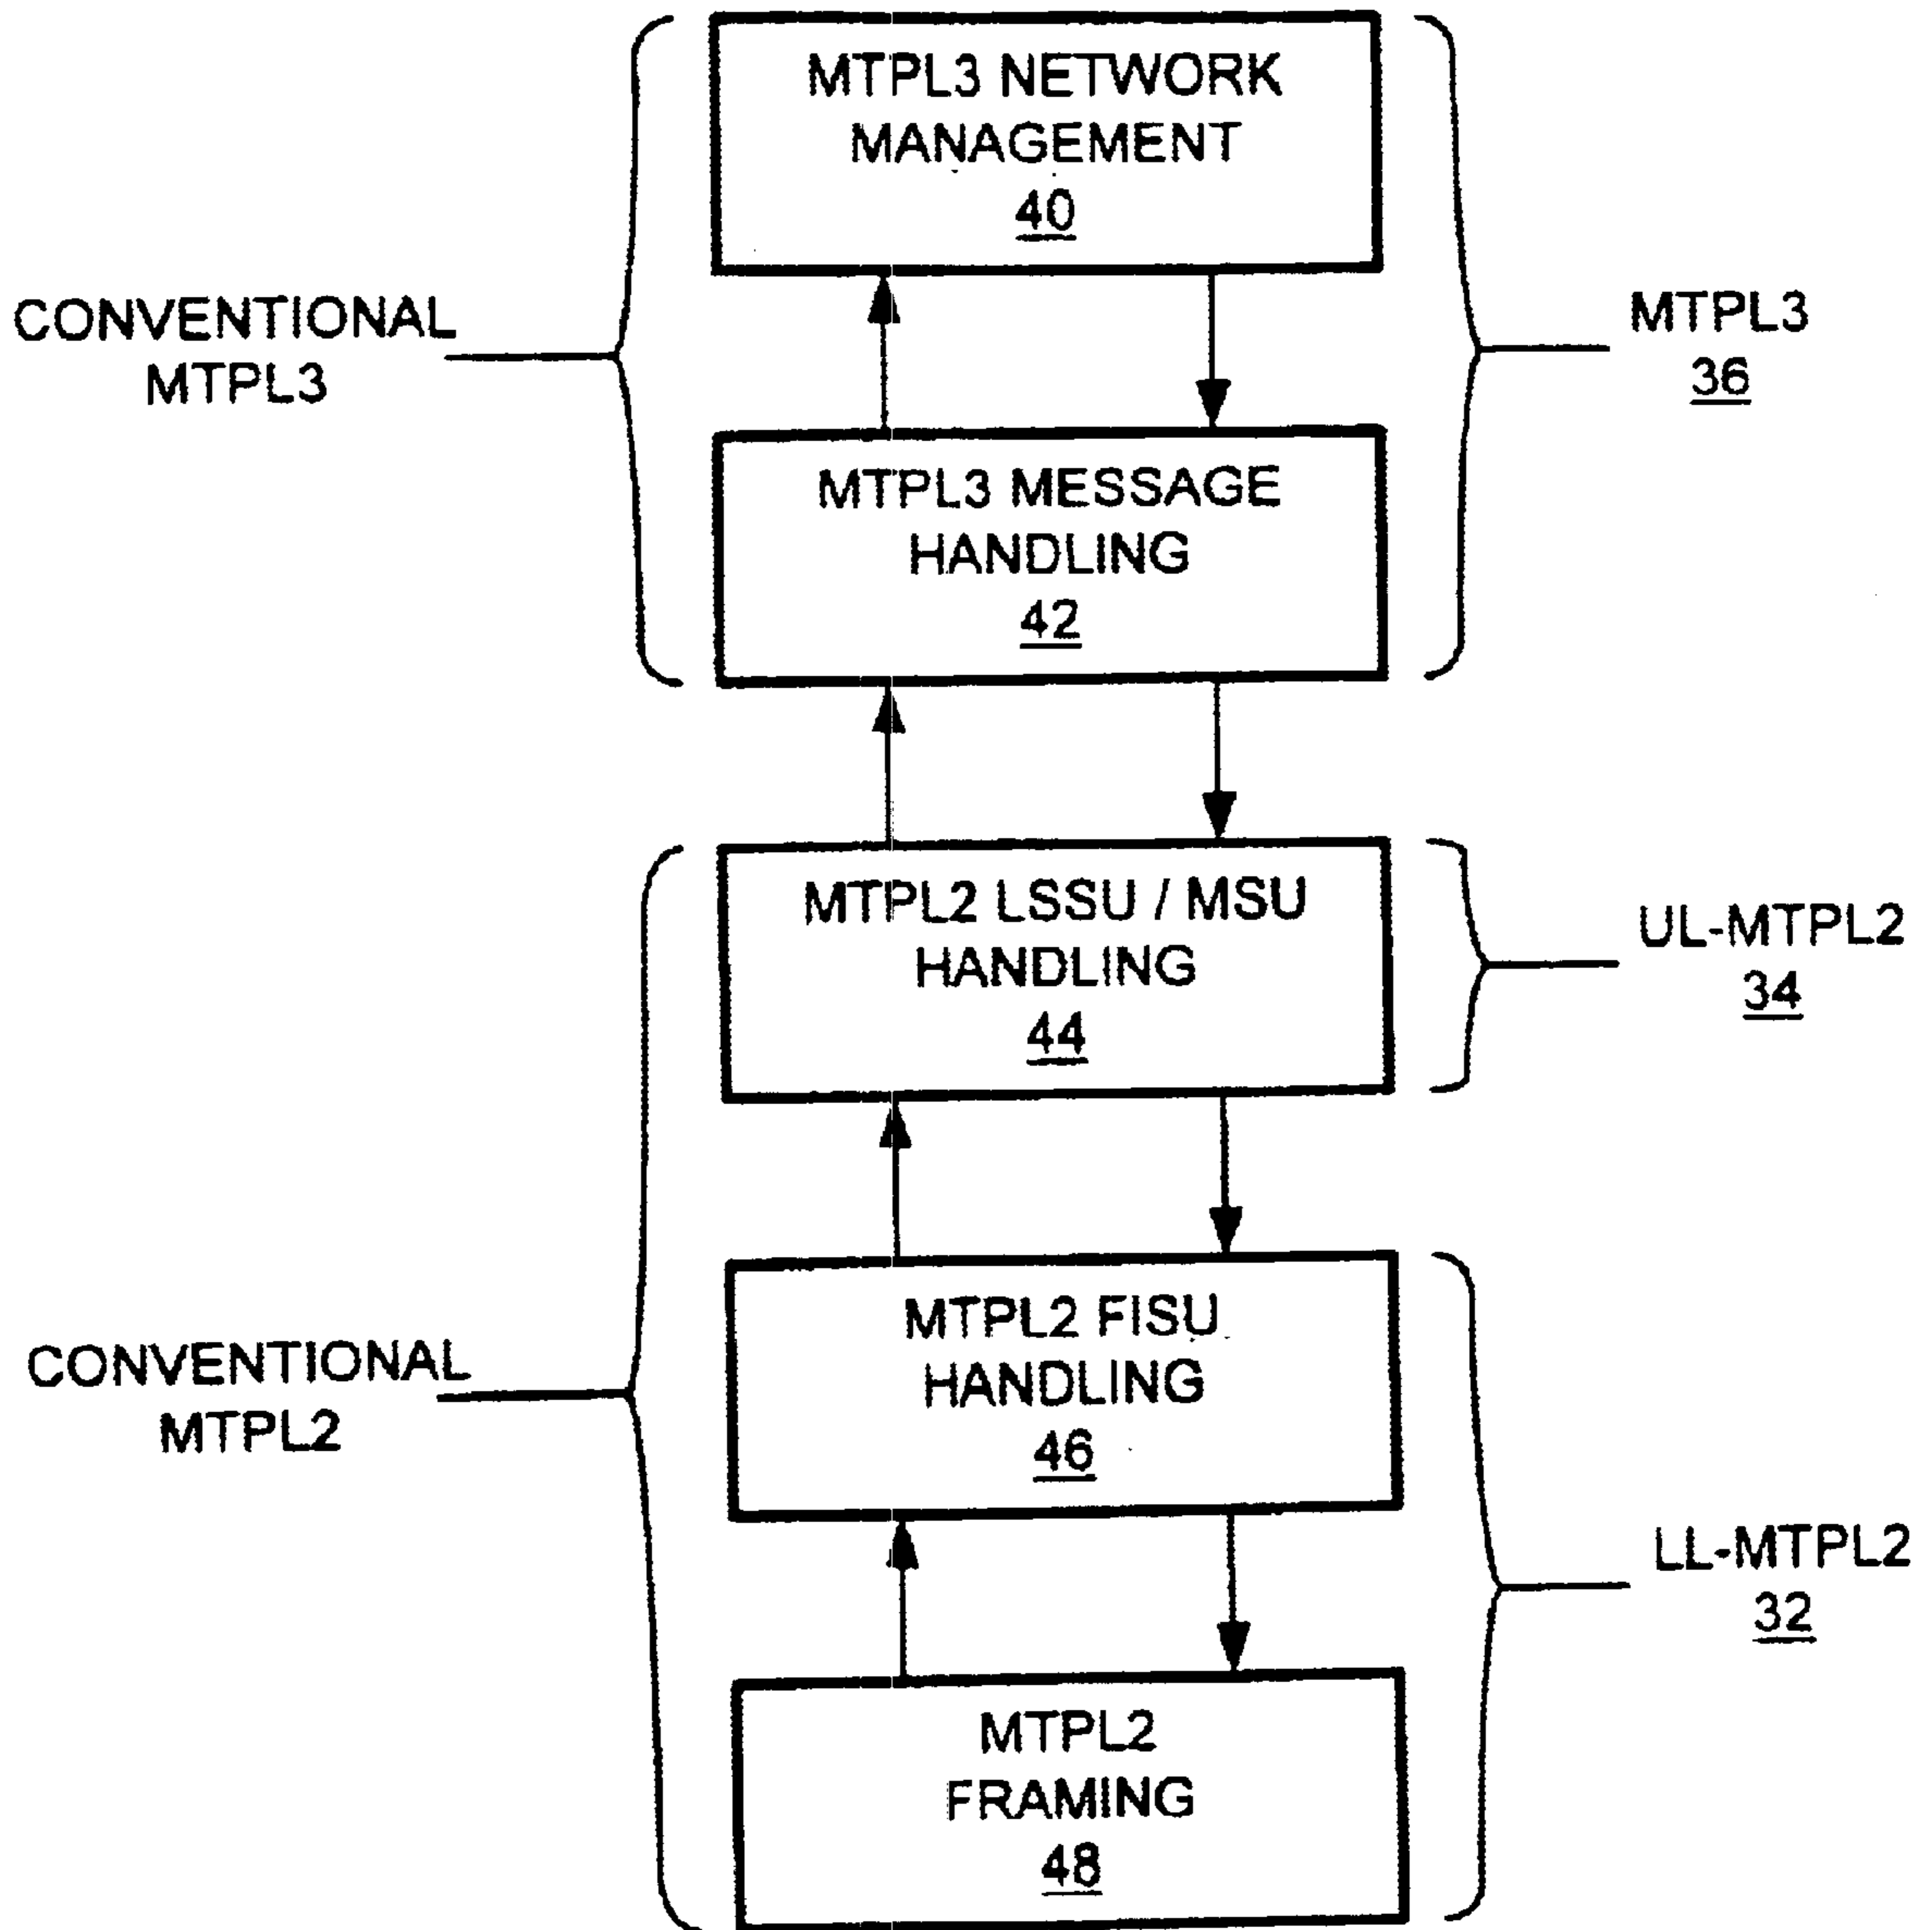 MTPL3 NETWORK
MANAGEMENT
40
CONVENTIONAL
MTPL3
MTPL3
36
MTPL3 MESSAGE
HANDLING
42
MTPL2 LSSU / MSU
HANDLING
44
UL-MTPL2
34
MTPL2 FISU
HANDLING
46
CONVENTIONAL
MTPL2
LL-MTPL2
32
MTPL2
FRAMING
48